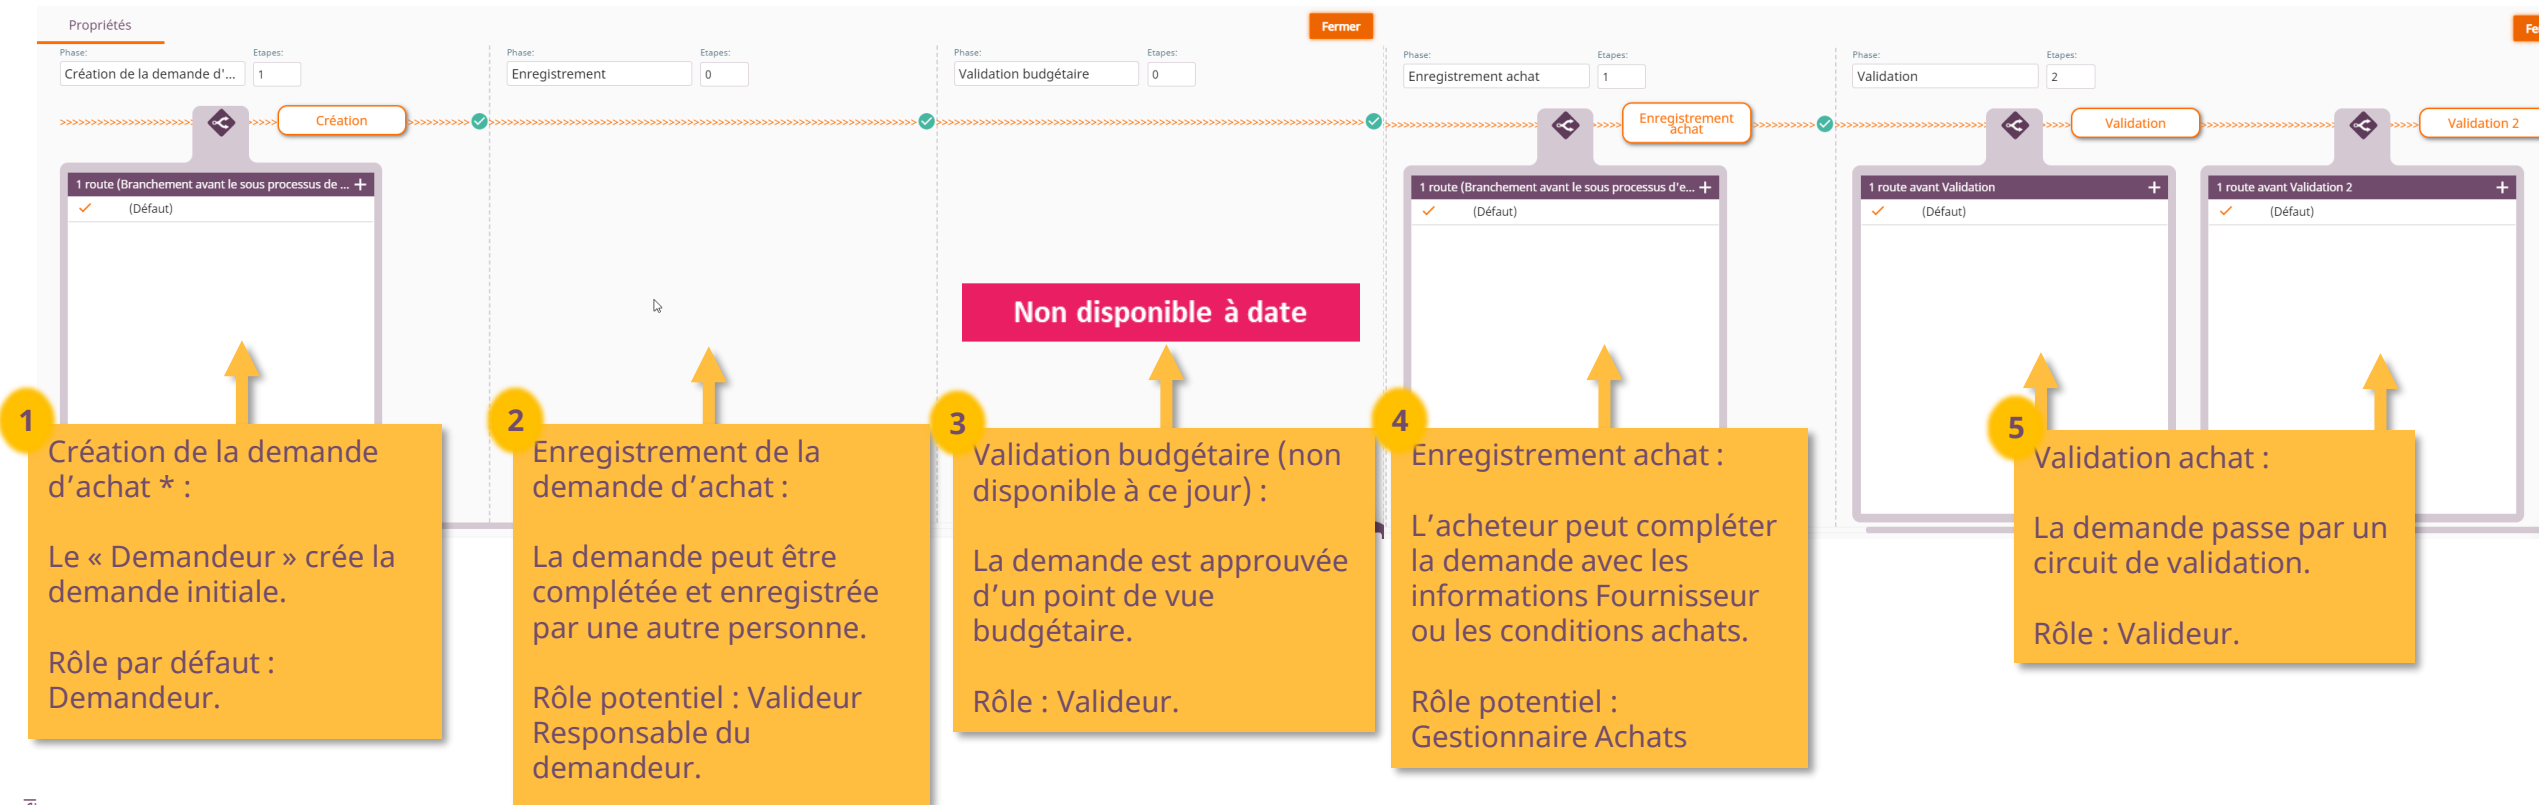 Propriétés
Fermer
Phase:
Etapes:
Création de la demande d'...
1
Phase:
Etapes:
Enregistrement
0
Phase:
Etapes:
Validation budgétaire
0
Phase:
Etapes:
Enregistrement achat
1
Phase:
Etapes:
Validation
2
Création
Enregistrement
achat
Validation
Validation 2
1 route (Branchement avant le sous processus de ... +
(Défaut)
1 route (Branchement avant le sous processus d'e... +
(Défaut)
1 route avant Validation +
(Défaut)
1 route avant Validation 2 +
(Défaut)
Non disponible à date
1
Création de la demande
d’achat * :
Le « Demandeur » crée la
demande initiale.
Rôle par défaut :
Demandeur.
2
Enregistrement de la
demande d’achat :
La demande peut être
complétée et enregistrée
par une autre personne.
Rôle potentiel : Valideur
Responsable du
demandeur.
3
Validation budgétaire (non
disponible à ce jour) :
La demande est approuvée
d’un point de vue
budgétaire.
Rôle : Valideur.
4
Enregistrement achat :
L’acheteur peut compléter
la demande avec les
informations Fournisseur
ou les conditions achats.
Rôle potentiel :
Gestionnaire Achats
5
Validation achat :
La demande passe par un
circuit de validation.
Rôle : Valideur.